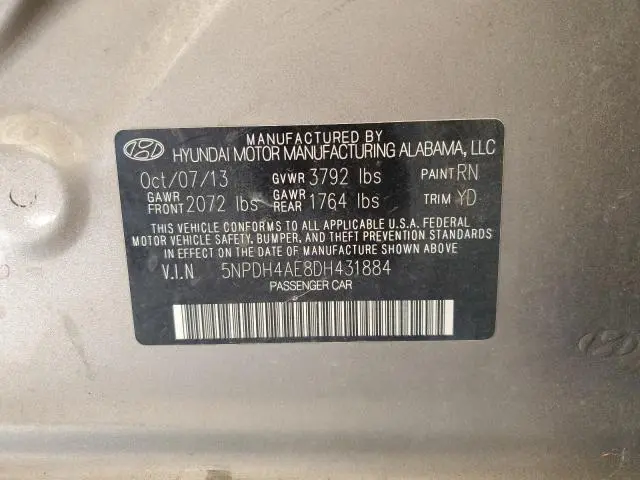 MANUFACTURED BY
HYUNDAI MOTOR MANUFACTURING ALABAMA, LLC
Oct/07/13 GVWR 3792 lbs PAINT RN
GAWR FRONT 2072 lbs GAWR REAR 1764 lbs TRIM YD
THIS VEHICLE CONFORMS TO ALL APPLICABLE U.S.A. FEDERAL
MOTOR VEHICLE SAFETY, BUMPER, AND THEFT PREVENTION STANDARDS
IN EFFECT ON THE DATE OF MANUFACTURE SHOWN ABOVE.
V.I.N 5NPDH4AE8DH431884
PASSENGER CAR